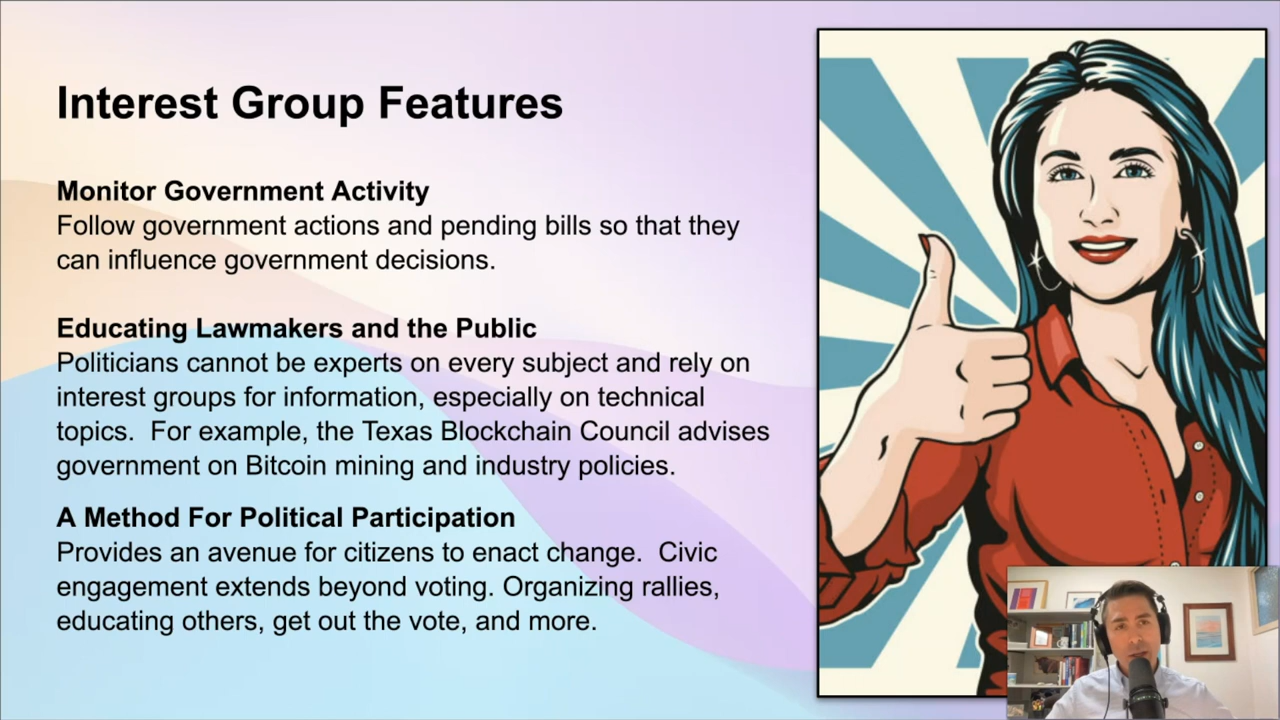 Interest Group Features
Monitor Government Activity
Follow government actions and pending bills so that they
can influence government decisions.
Educating Lawmakers and the Public
Politicians cannot be experts on every subject and rely on
interest groups for information, especially on technical
topics.  For example, the Texas Blockchain Council advises
government on Bitcoin mining and industry policies.
A Method For Political Participation
Provides an avenue for citizens to enact change.  Civic
engagement extends beyond voting. Organizing rallies,
educating others, get out the vote, and more.